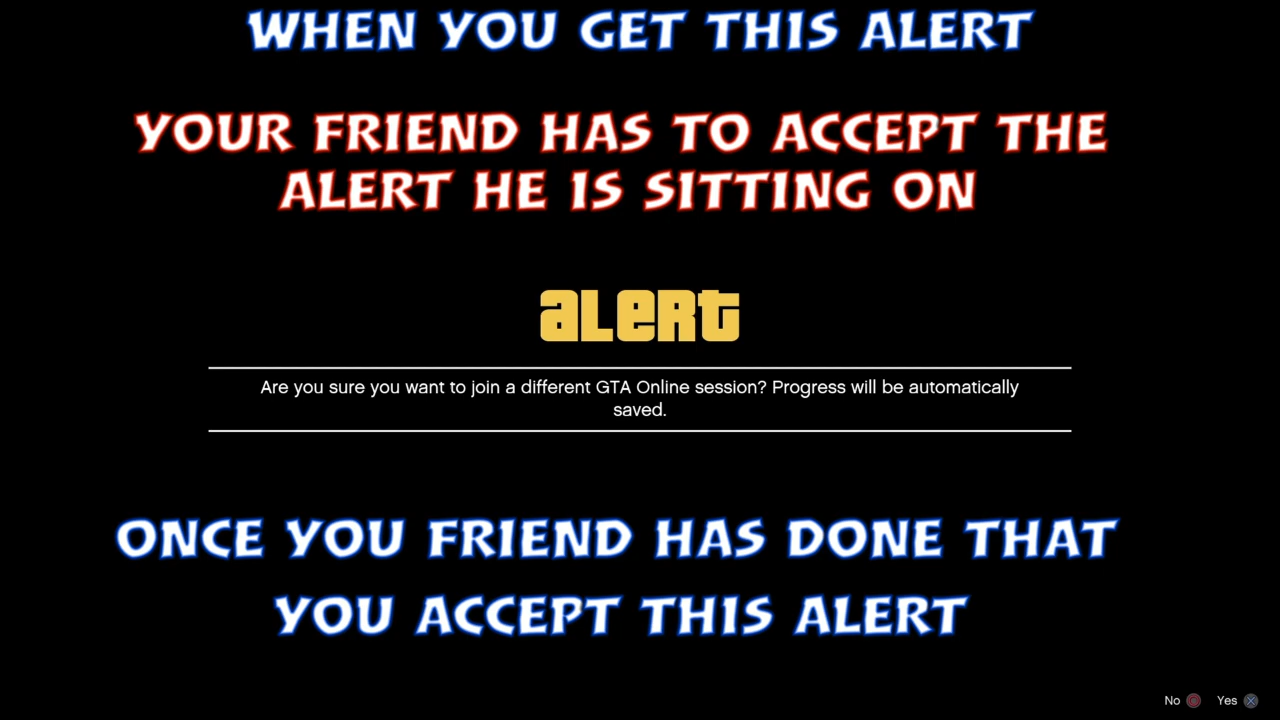 WHEN YOU GET THIS ALERT
YOUR FRIEND HAS TO ACCEPT THE
ALERT HE IS SITTING ON
alert
Are you sure you want to join a different GTA Online session? Progress will be automatically
saved.
ONCE YOU FRIEND HAS DONE THAT
YOU ACCEPT THIS ALERT
No Yes